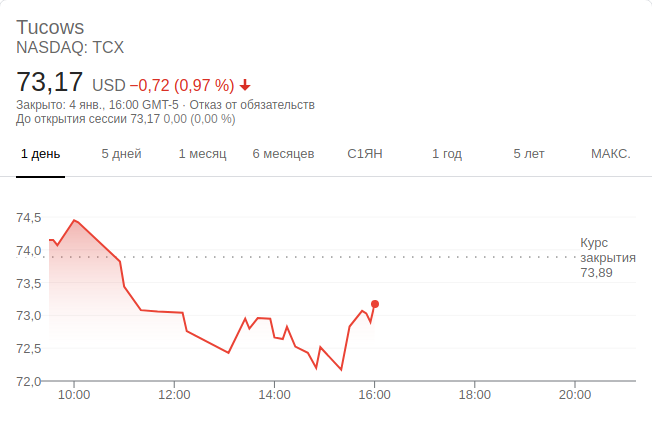 Tucows
NASDAQ: TCX
73,17 USD −0,72 (0,97 %)
Закрыто: 4 янв., 16:00 GMT-5 · Отказ от обязательств
До открытия сессии 73,17 0,00 (0,00 %)
1 день 5 дней 1 месяц 6 месяцев С1ЯН 1 год 5 лет МАКС.
74,5
74,0
73,5
73,0
72,5
72,0
Курс
закрытия
73,89
10:00 12:00 14:00 16:00 18:00 20:00